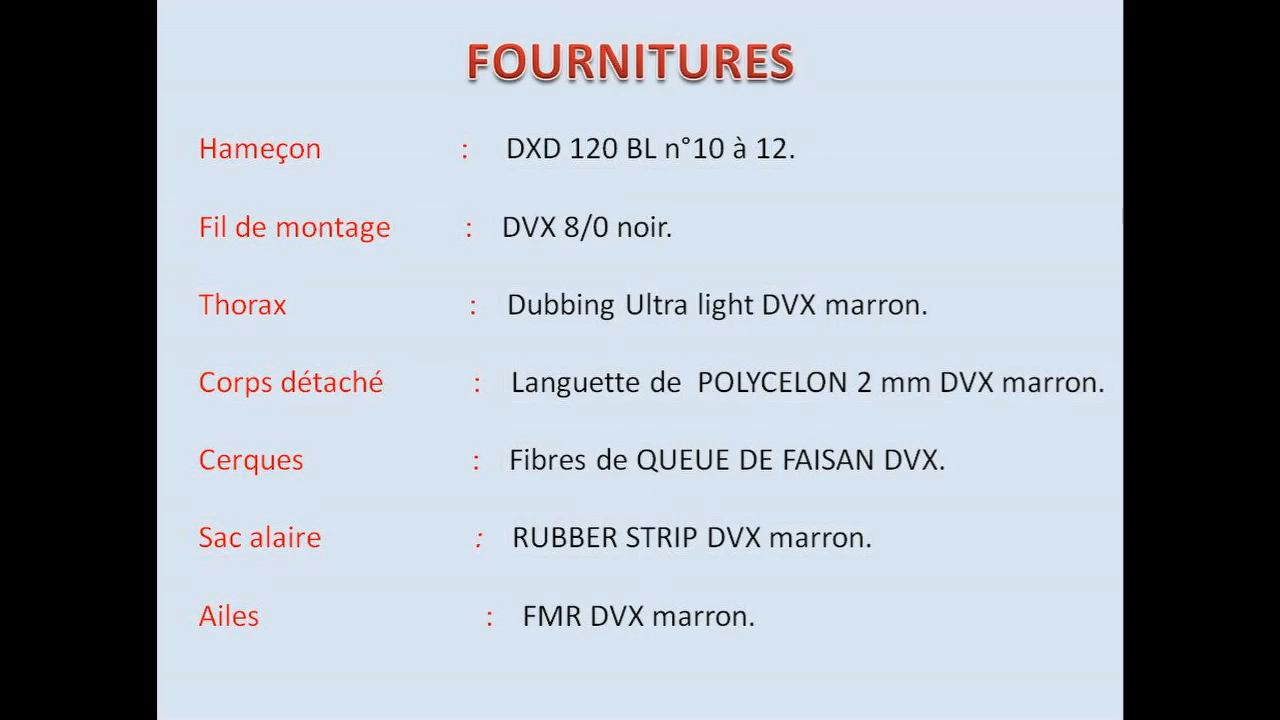 FOURNITURES
Hameçon : DXD 120 BL n°10 à 12.
Fil de montage : DVX 8/0 noir.
Thorax : Dubbing Ultra light DVX marron.
Corps détaché : Languette de POLYCELON 2 mm DVX marron.
Cerques : Fibres de QUEUE DE FAISAN DVX.
Sac alaire : RUBBER STRIP DVX marron.
Ailes : FMR DVX marron.